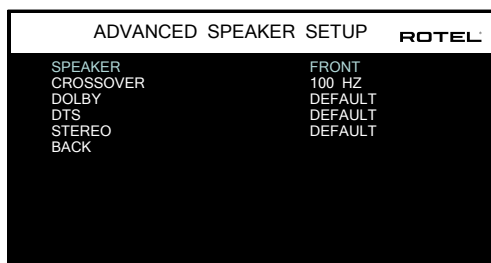 ADVANCED SPEAKER SETUP ROTEL
SPEAKER FRONT
CROSSOVER 100 HZ
DOLBY DEFAULT
DTS DEFAULT
STEREO DEFAULT
BACK